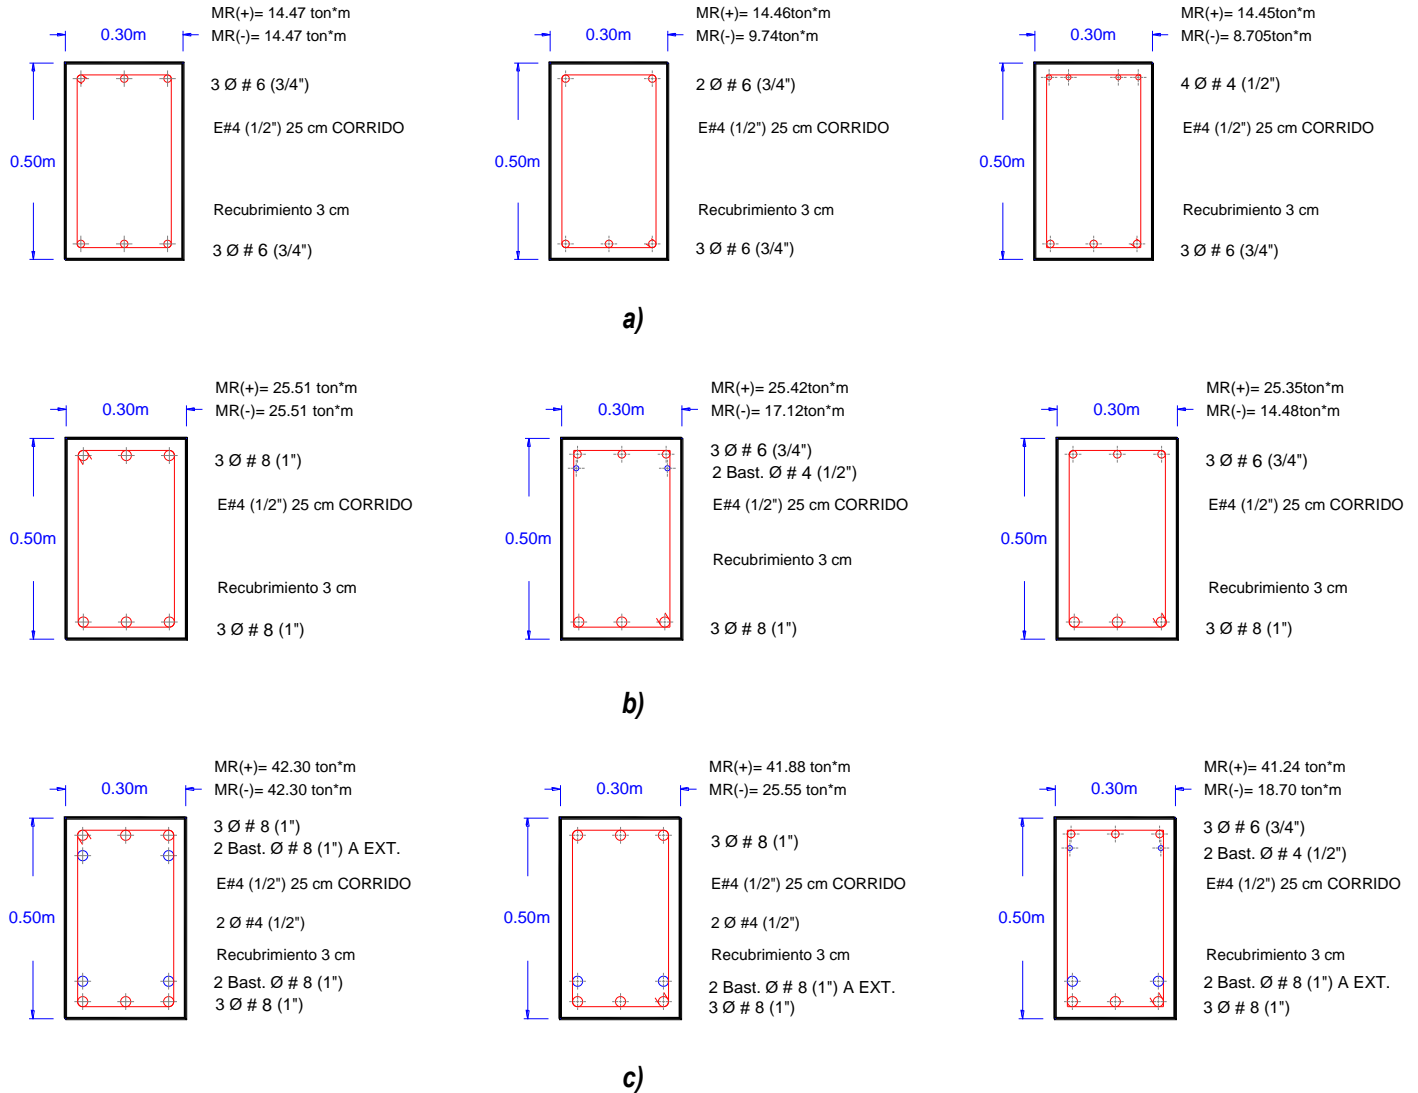 MR(+)= 14.47 ton*m
MR(-)= 14.47 ton*m
0.30m
3 Ø # 6 (3/4")
E#4 (1/2") 25 cm CORRIDO
0.50m
Recubrimiento 3 cm
3 Ø # 6 (3/4")
MR(+)= 14.46ton*m
MR(-)= 9.74ton*m
0.30m
2 Ø # 6 (3/4")
E#4 (1/2") 25 cm CORRIDO
0.50m
Recubrimiento 3 cm
3 Ø # 6 (3/4")
MR(+)= 14.45ton*m
MR(-)= 8.705ton*m
0.30m
4 Ø # 4 (1/2")
E#4 (1/2") 25 cm CORRIDO
0.50m
Recubrimiento 3 cm
3 Ø # 6 (3/4")
a)
MR(+)= 25.51 ton*m
MR(-)= 25.51 ton*m
0.30m
3 Ø # 8 (1")
E#4 (1/2") 25 cm CORRIDO
0.50m
Recubrimiento 3 cm
3 Ø # 8 (1")
MR(+)= 25.42ton*m
MR(-)= 17.12ton*m
0.30m
3 Ø # 6 (3/4")
2 Bast. Ø # 4 (1/2")
E#4 (1/2") 25 cm CORRIDO
0.50m
Recubrimiento 3 cm
3 Ø # 8 (1")
MR(+)= 25.35ton*m
MR(-)= 14.48ton*m
0.30m
3 Ø # 6 (3/4")
E#4 (1/2") 25 cm CORRIDO
0.50m
Recubrimiento 3 cm
3 Ø # 8 (1")
b)
MR(+)= 42.30 ton*m
MR(-)= 42.30 ton*m
0.30m
3 Ø # 8 (1")
2 Bast. Ø # 8 (1") A EXT.
E#4 (1/2") 25 cm CORRIDO
0.50m
2 Ø #4 (1/2")
Recubrimiento 3 cm
2 Bast. Ø # 8 (1")
3 Ø # 8 (1")
MR(+)= 41.88 ton*m
MR(-)= 25.55 ton*m
0.30m
3 Ø # 8 (1")
E#4 (1/2") 25 cm CORRIDO
0.50m
2 Ø #4 (1/2")
Recubrimiento 3 cm
2 Bast. Ø # 8 (1") A EXT.
3 Ø # 8 (1")
MR(+)= 41.24 ton*m
MR(-)= 18.70 ton*m
0.30m
3 Ø # 6 (3/4")
2 Bast. Ø # 4 (1/2")
E#4 (1/2") 25 cm CORRIDO
0.50m
Recubrimiento 3 cm
2 Bast. Ø # 8 (1") A EXT.
3 Ø # 8 (1")
c)